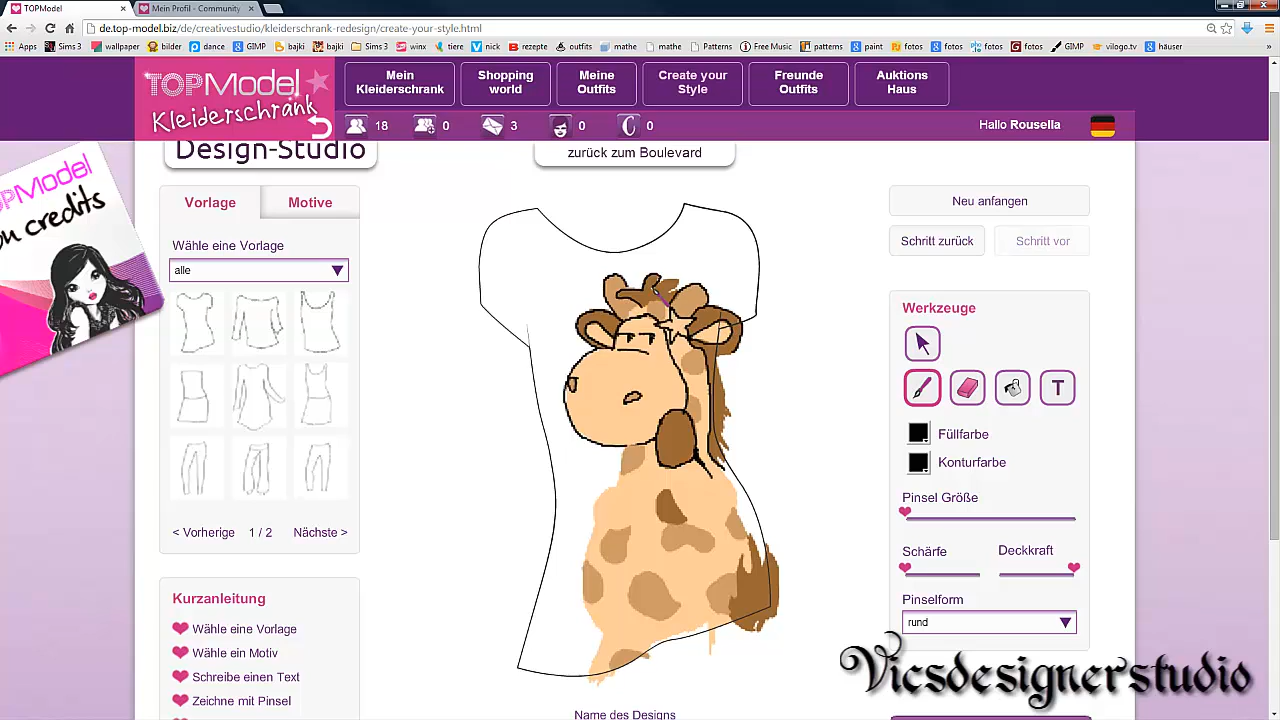 TOPModel
Mein Profil - Community
de.top-model.biz/de/creativestudio/kleiderschrank-redesign/create-your-style.html
Apps Sims 3 wallpaper bilder dance GIMP bajki bajki Sims 3 winx tiere nick rezepte outfits mathe mathe Patterns Free Music patterns paint fotos fotos fotos GIMP vilogo.tv häuser
TOPModel
Kleiderschrank
Mein Kleiderschrank
Shopping world
Meine Outfits
Create your Style
Freunde Outfits
Auktions Haus
18 0 3 0 0
Hallo Rousella
Design-Studio
zurück zum Boulevard
TOPModel
on credits
Vorlage Motive
Wähle eine Vorlage
alle
< Vorherige 1 / 2 Nächste >
Kurzanleitung
Wähle eine Vorlage
Wähle ein Motiv
Schreibe einen Text
Zeichne mit Pinsel
Name des Designs
Neu anfangen
Schritt zurück Schritt vor
Werkzeuge
T
Füllfarbe
Konturfarbe
Pinsel Größe
Schärfe Deckkraft
Pinselform
rund
Vicsdesignerstudio